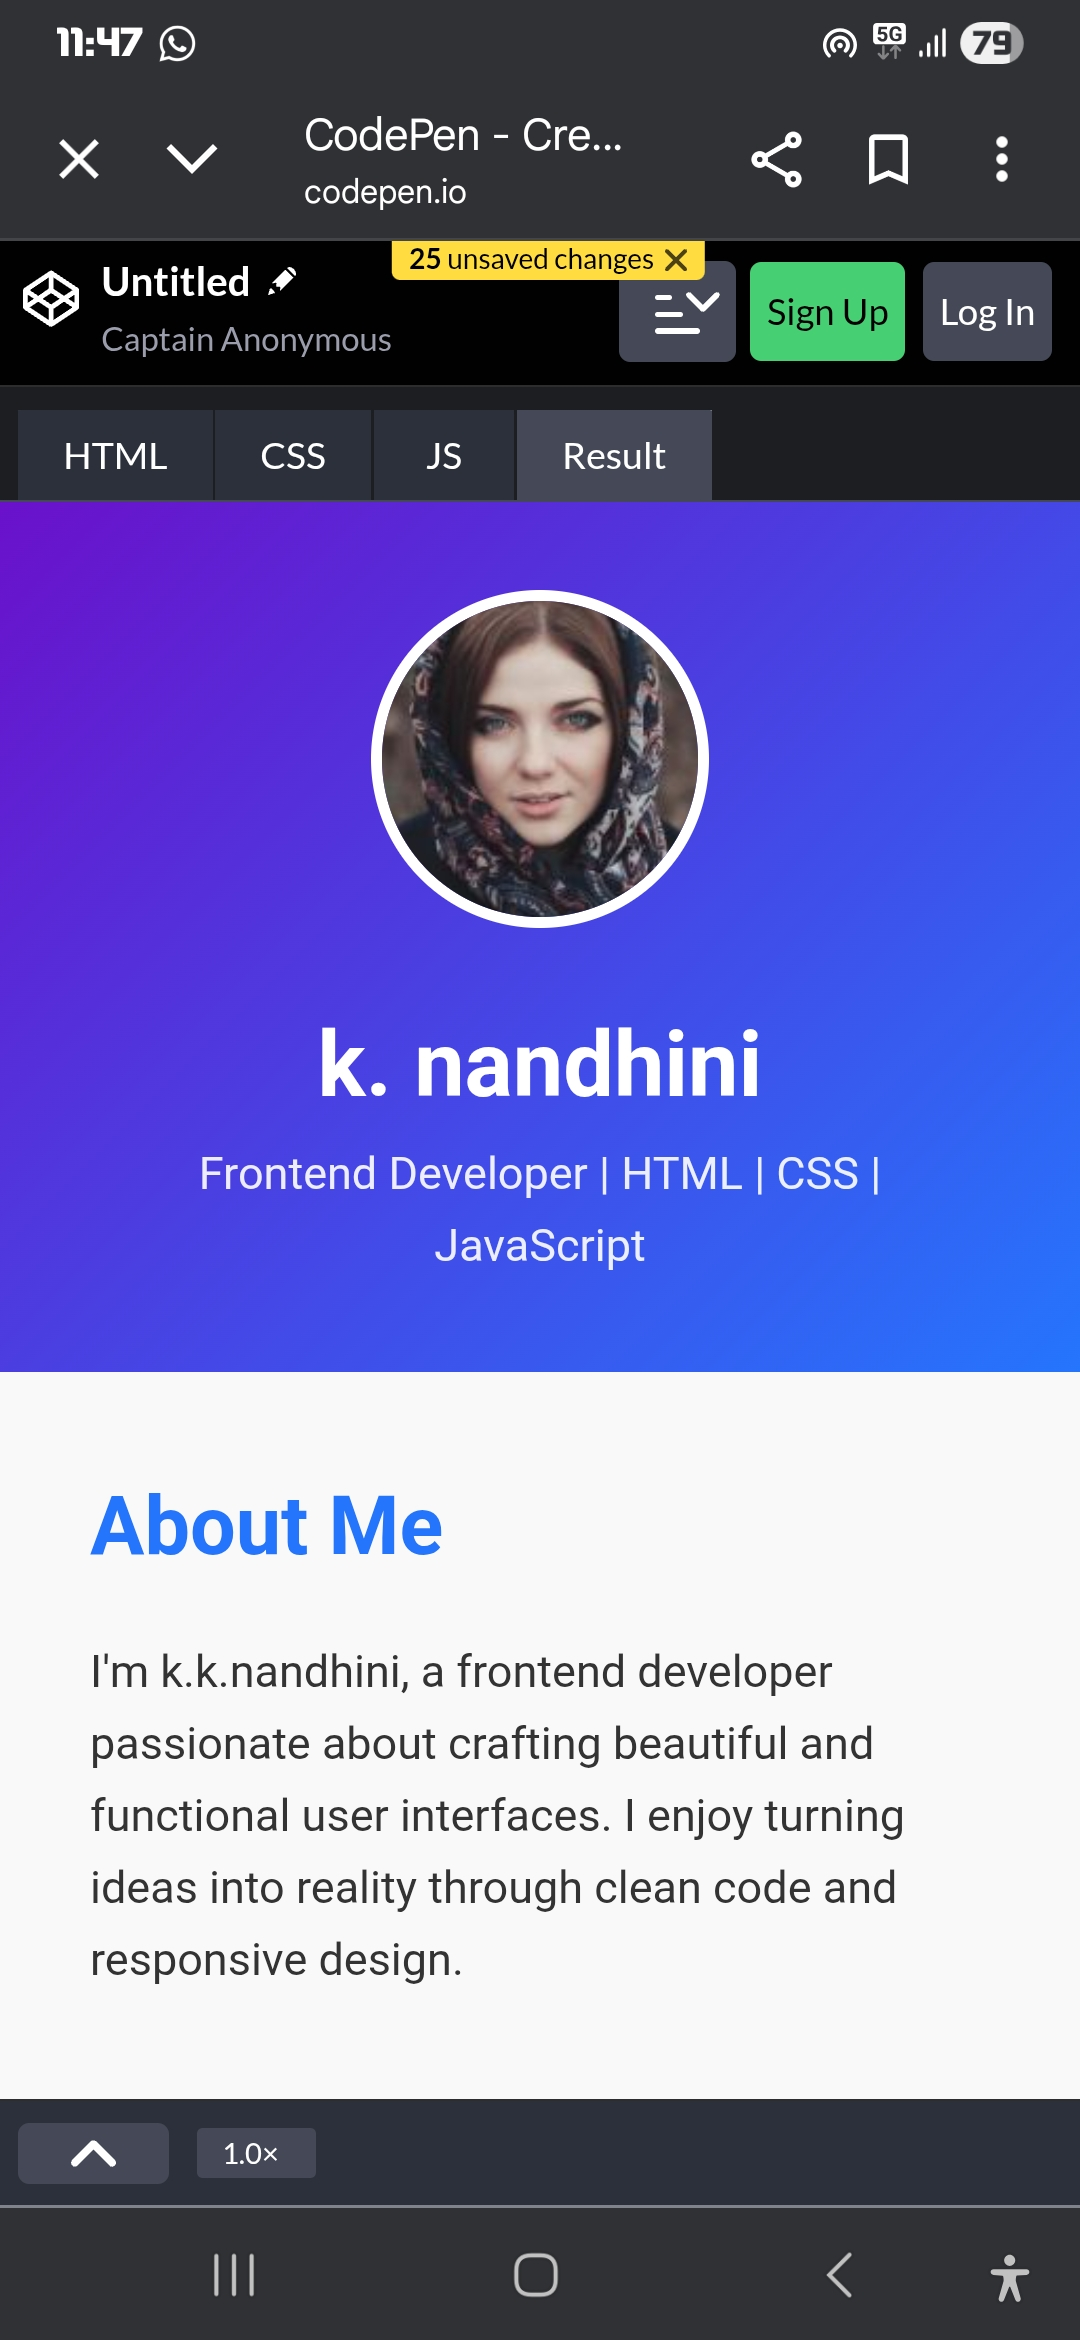 11:47
5G
79
CodePen - Cre...
codepen.io
25 unsaved changes
Untitled
Captain Anonymous
Sign Up
Log In
HTML
CSS
JS
Result
k. nandhini
Frontend Developer | HTML | CSS |
JavaScript
About Me
I'm k.k.nandhini, a frontend developer
passionate about crafting beautiful and
functional user interfaces. I enjoy turning
ideas into reality through clean code and
responsive design.
1.0×